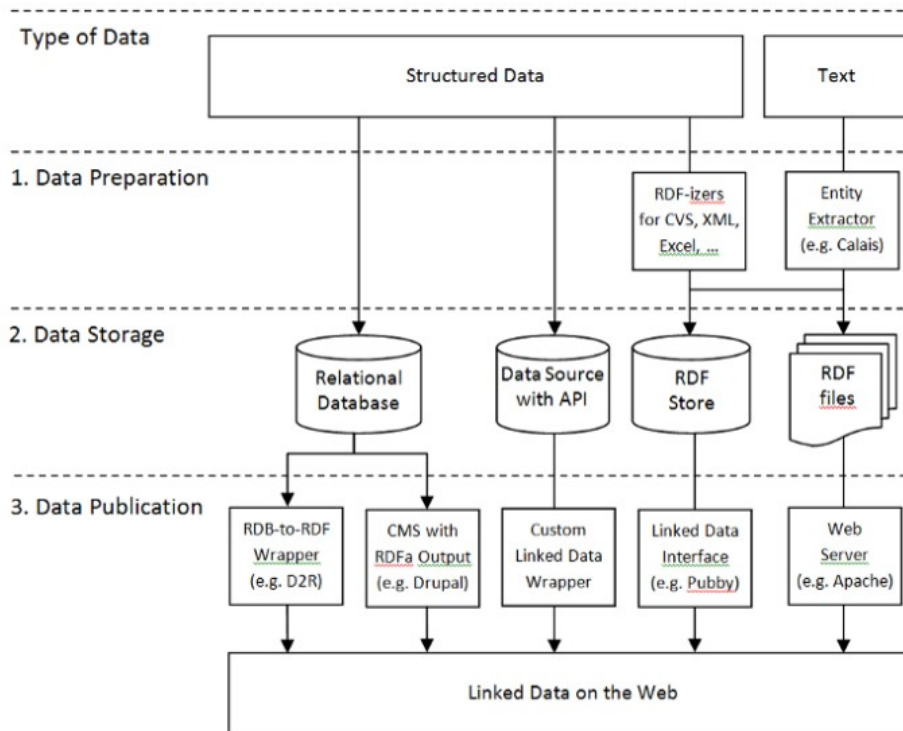 Type of Data
Structured Data
Text
1. Data Preparation
RDF-izers
for CVS, XML,
Excel, ...
Entity
Extractor
(e.g. Calais)
2. Data Storage
Relational
Database
Data Source
with API
RDF
Store
RDF
files
3. Data Publication
RDB-to-RDF
Wrapper
(e.g. D2R)
CMS with
RDFa Output
(e.g. Drupal)
Custom
Linked Data
Wrapper
Linked Data
Interface
(e.g. Pubby)
Web
Server
(e.g. Apache)
Linked Data on the Web